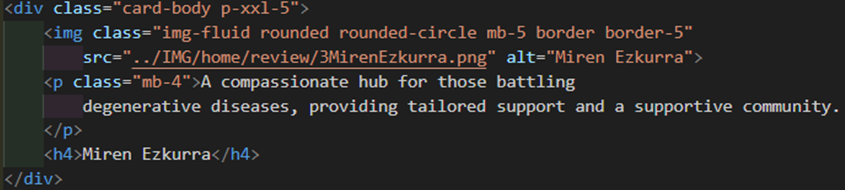 <div class="card-body p-xxl-5">
<img class="img-fluid rounded rounded-circle mb-5 border border-5"
src="../IMG/home/review/3MirenEzkurra.png" alt="Miren Ezkurra">
<p class="mb-4">A compassionate hub for those battling
degenerative diseases, providing tailored support and a supportive community.
</p>
<h4>Miren Ezkurra</h4>
</div>